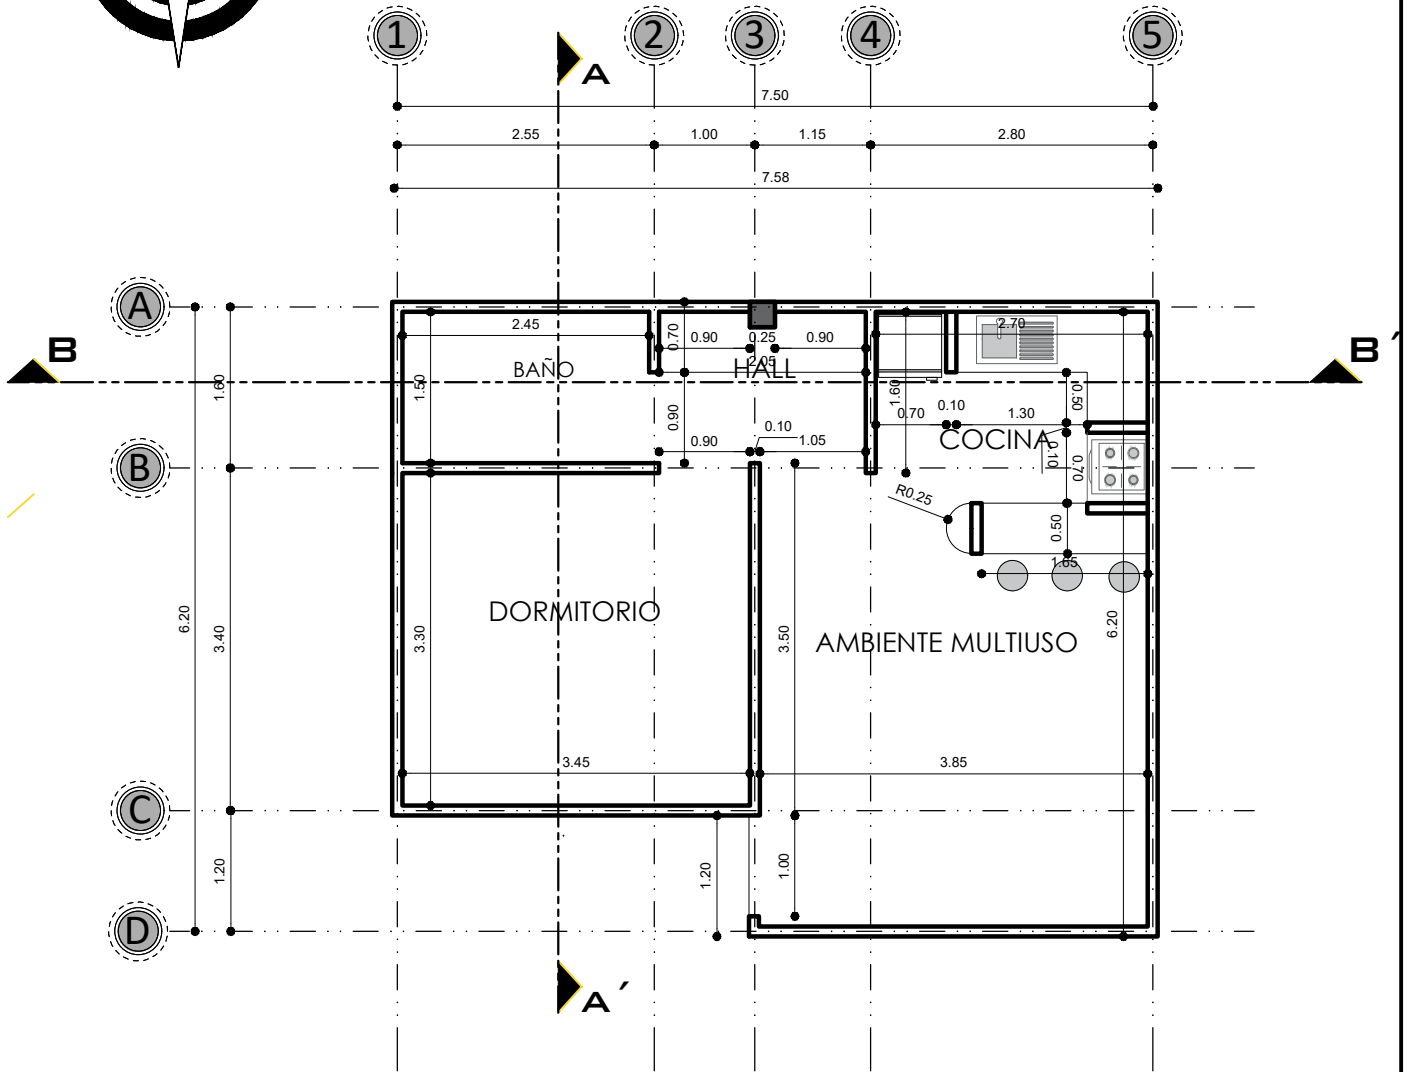 1 2 3 4 5
A
7.50
2.55 1.00 1.15 2.80
7.58
A
B B´
2.45 0.70 0.90 0.25 0.90 2.70
2.05
BAÑO HALL
1.60 1.50 1.60 0.50
0.90 0.70 0.10 1.30
0.90 0.10 1.05 COCINA
0.10 0.70
B
R0.25
0.50
1.65
DORMITORIO
6.20 3.40 3.30 3.50 6.20
AMBIENTE MULTIUSO
3.45 3.85
C
1.20 1.20 1.00
D
A´